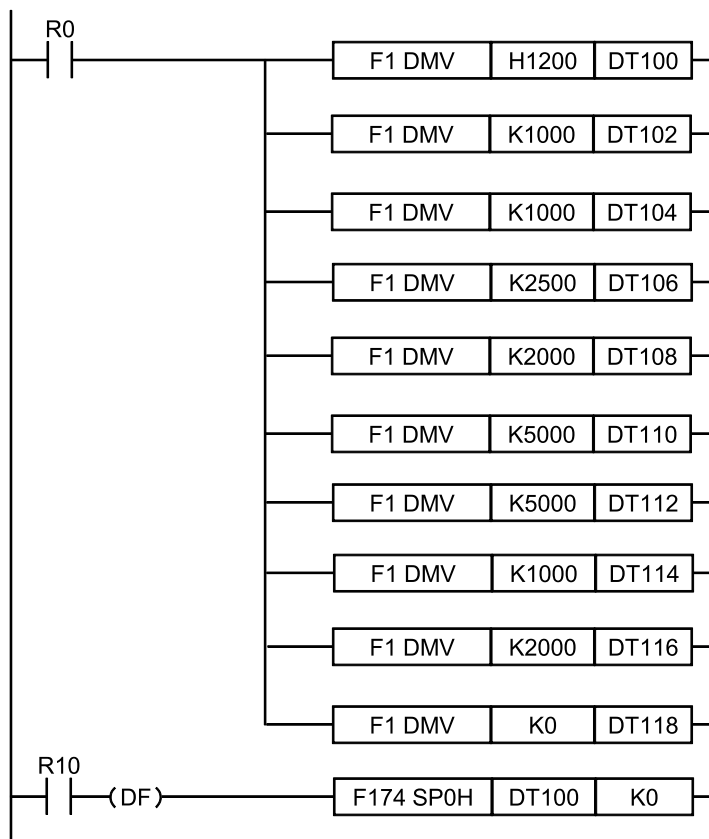 R0
F1 DMV H1200 DT100
F1 DMV K1000 DT102
F1 DMV K1000 DT104
F1 DMV K2500 DT106
F1 DMV K2000 DT108
F1 DMV K5000 DT110
F1 DMV K5000 DT112
F1 DMV K1000 DT114
F1 DMV K2000 DT116
F1 DMV K0 DT118
R10
(DF) F174 SP0H DT100 K0